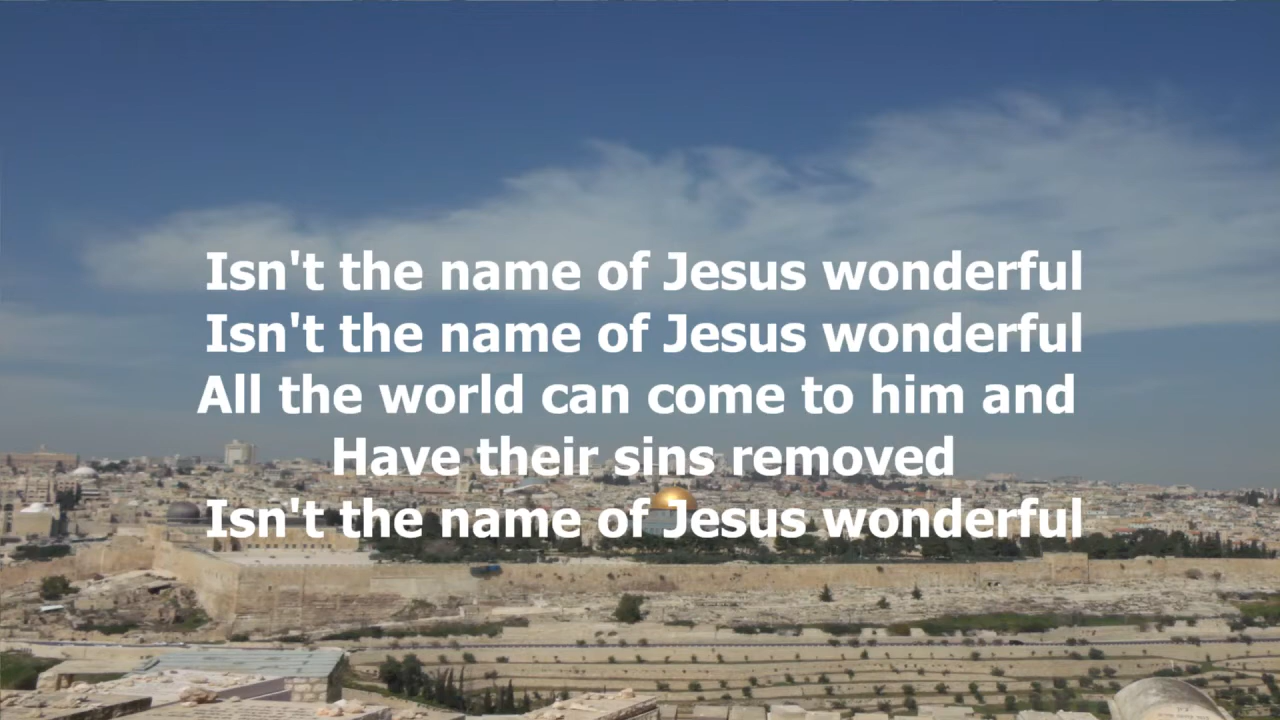 Isn't the name of Jesus wonderful
Isn't the name of Jesus wonderful
All the world can come to him and
Have their sins removed
Isn't the name of Jesus wonderful